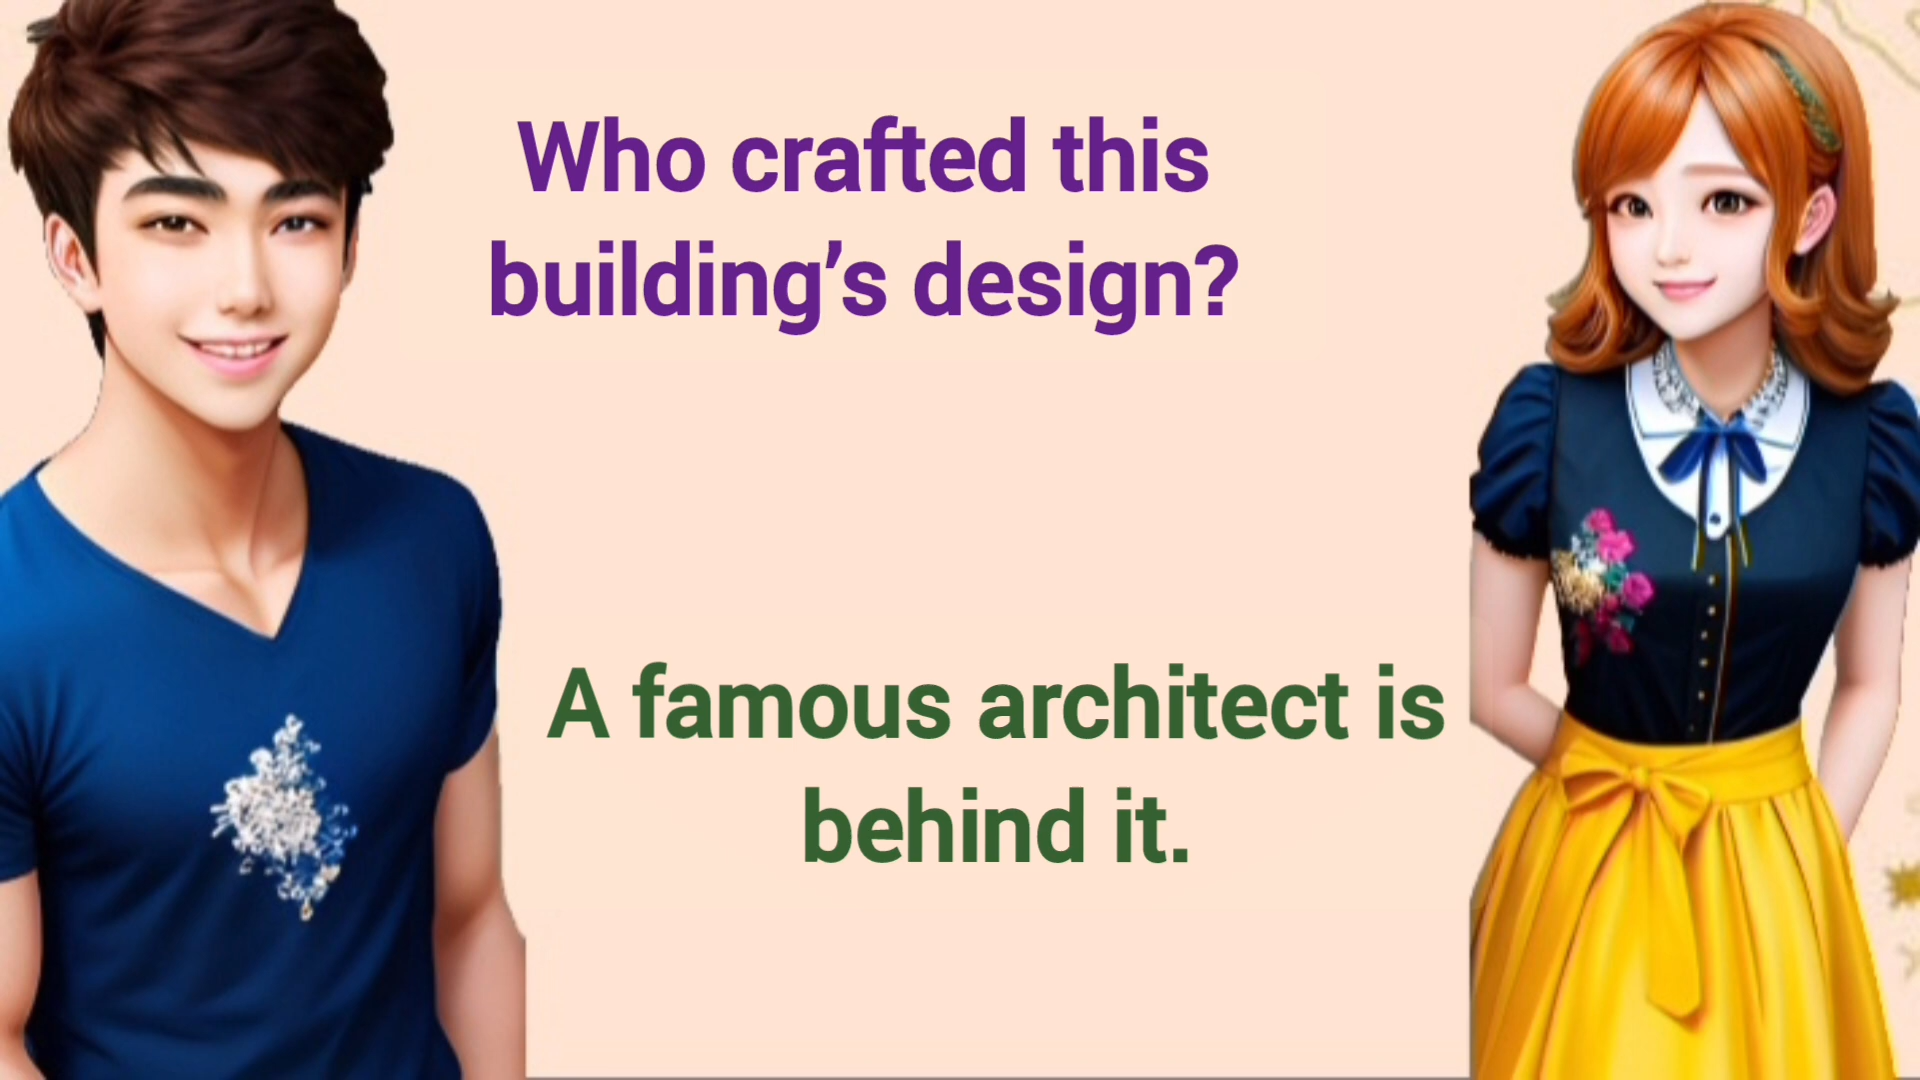 Who crafted this
building’s design?
A famous architect is
behind it.